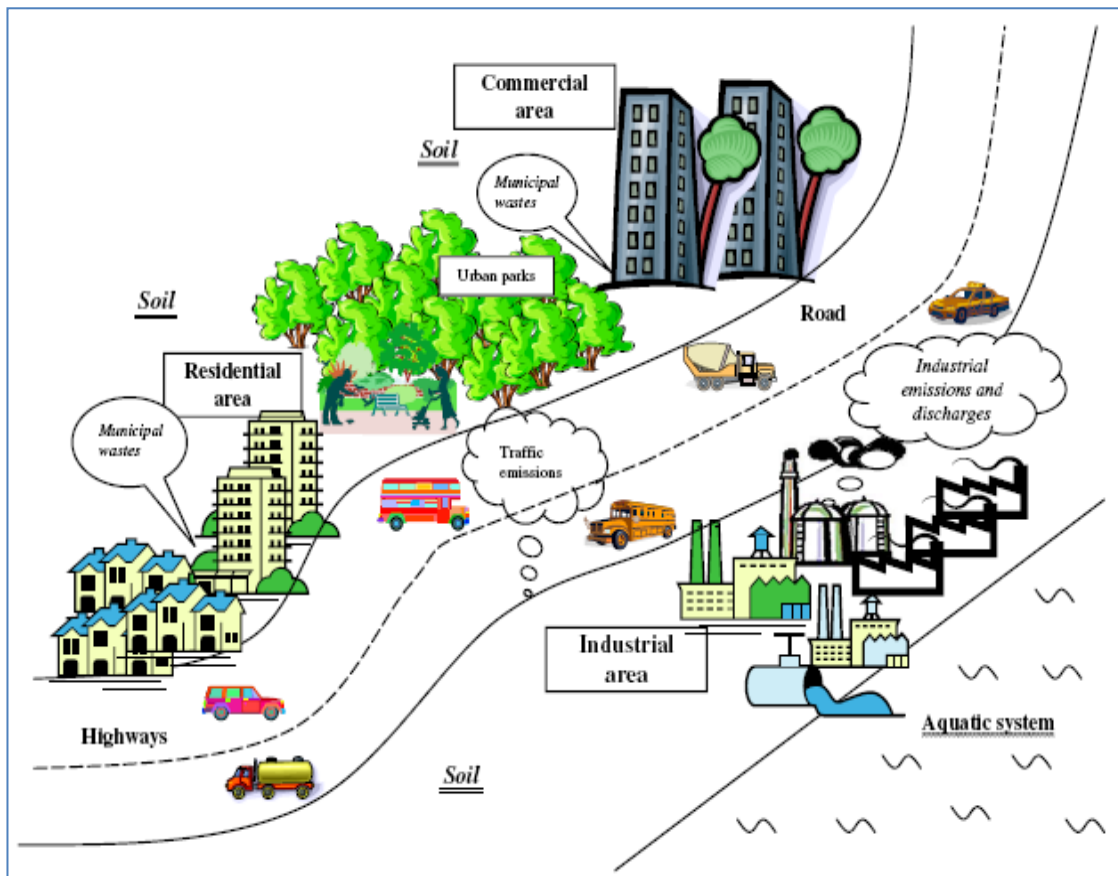 Commercial
area
Soil
Municipal
wastes
Urban parks
Soil
Road
Residential
area
Industrial
emissions and
discharges
Municipal
wastes
Traffic
emissions
Industrial
area
Highways
Aquatic system
Soil